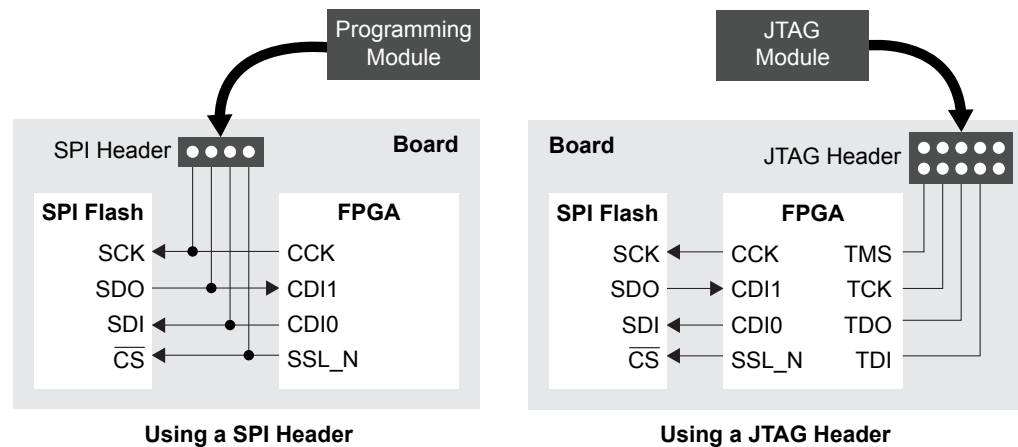 Programming
Module
SPI Header
Board
SPI Flash
FPGA
SCK
CCK
SDO
CDI1
SDI
CDI0
CS
SSL_N
Using a SPI Header
JTAG
Module
Board
JTAG Header
SPI Flash
FPGA
SCK
CCK
TMS
SDO
CDI1
TCK
SDI
CDI0
TDO
CS
SSL_N
TDI
Using a JTAG Header